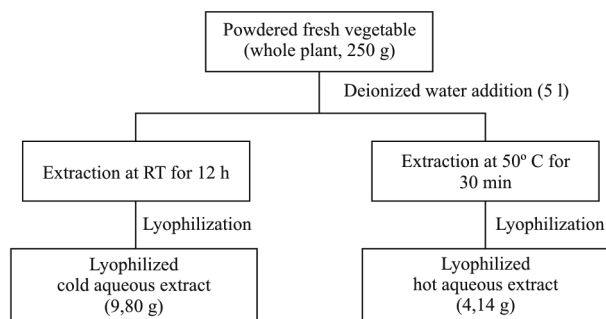 Powdered fresh vegetable
(whole plant, 250 g)
Deionized water addition (5 l)
Extraction at RT for 12 h
Extraction at 50º C for
30 min
Lyophilization
Lyophilization
Lyophilized
cold aqueous extract
(9,80 g)
Lyophilized
hot aqueous extract
(4,14 g)